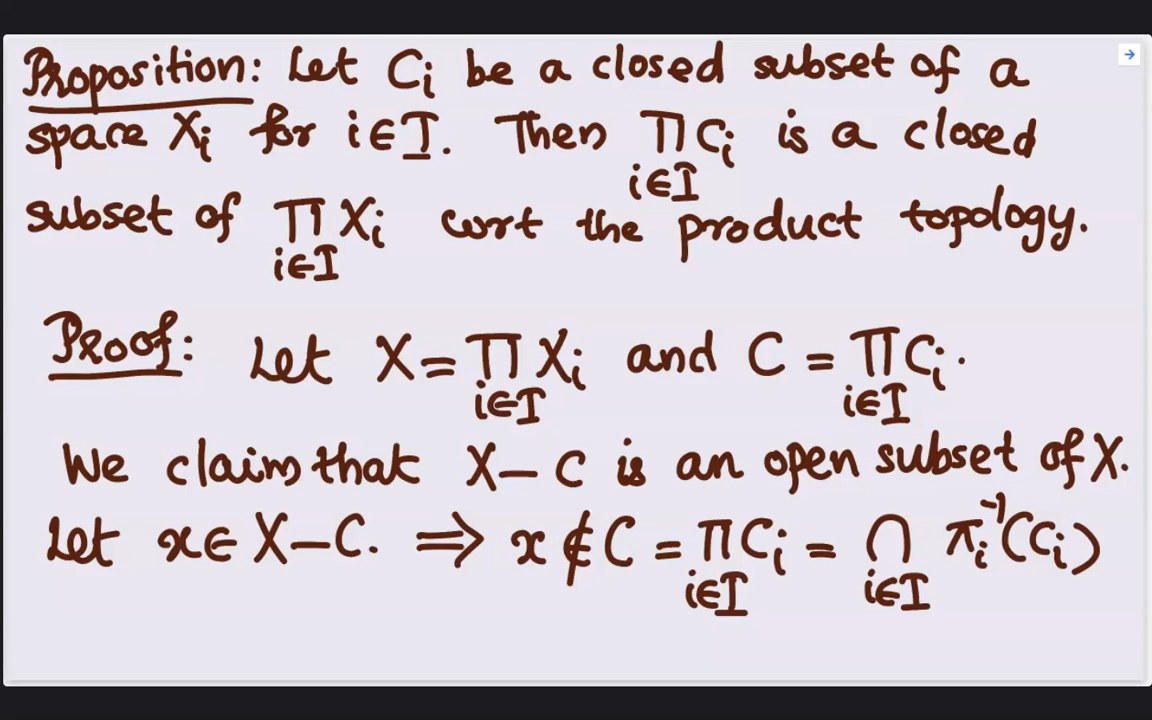 Proposition: Let Cᵢ be a closed subset of a
space Xᵢ for i∈I. Then ∏Cᵢ is a closed
i∈I
subset of ∏Xᵢ wrt the product topology.
i∈I
Proof: Let X = ∏Xᵢ and C = ∏Cᵢ.
i∈I i∈I
We claim that X–C is an open subset of X.
Let x∈X–C. ⇒ x∉C = ∏Cᵢ = ∩ πᵢ⁻¹(Cᵢ)
i∈I i∈I